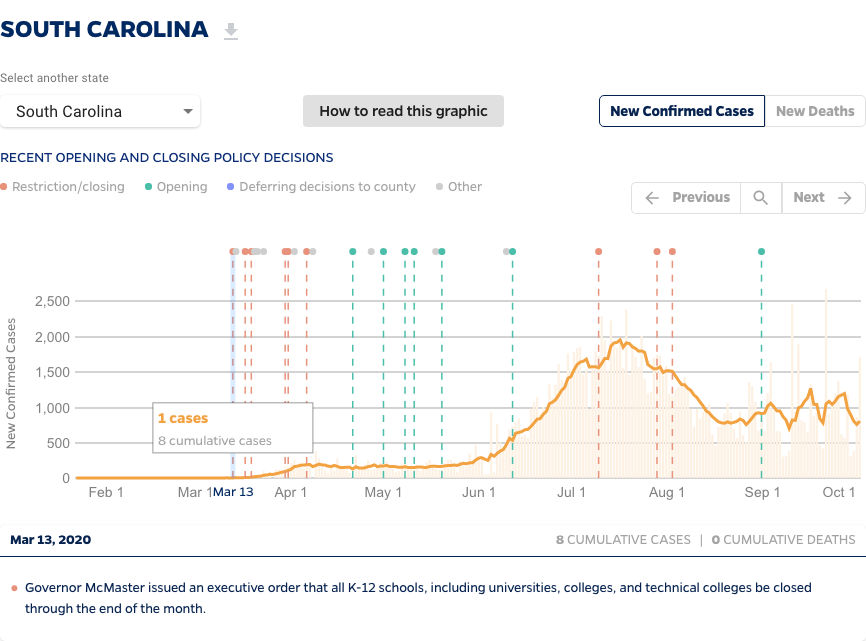 SOUTH CAROLINA
Select another state
South Carolina
How to read this graphic
New Confirmed Cases
New Deaths
RECENT OPENING AND CLOSING POLICY DECISIONS
Restriction/closing
Opening
Deferring decisions to county
Other
Previous
Next
New Confirmed Cases
2,500
2,000
1,500
1,000
500
0
1 cases
8 cumulative cases
Feb 1
Mar 1
Mar 13
Apr 1
May 1
Jun 1
Jul 1
Aug 1
Sep 1
Oct 1
Mar 13, 2020
8 CUMULATIVE CASES | 0 CUMULATIVE DEATHS
Governor McMaster issued an executive order that all K-12 schools, including universities, colleges, and technical colleges be closed
through the end of the month.